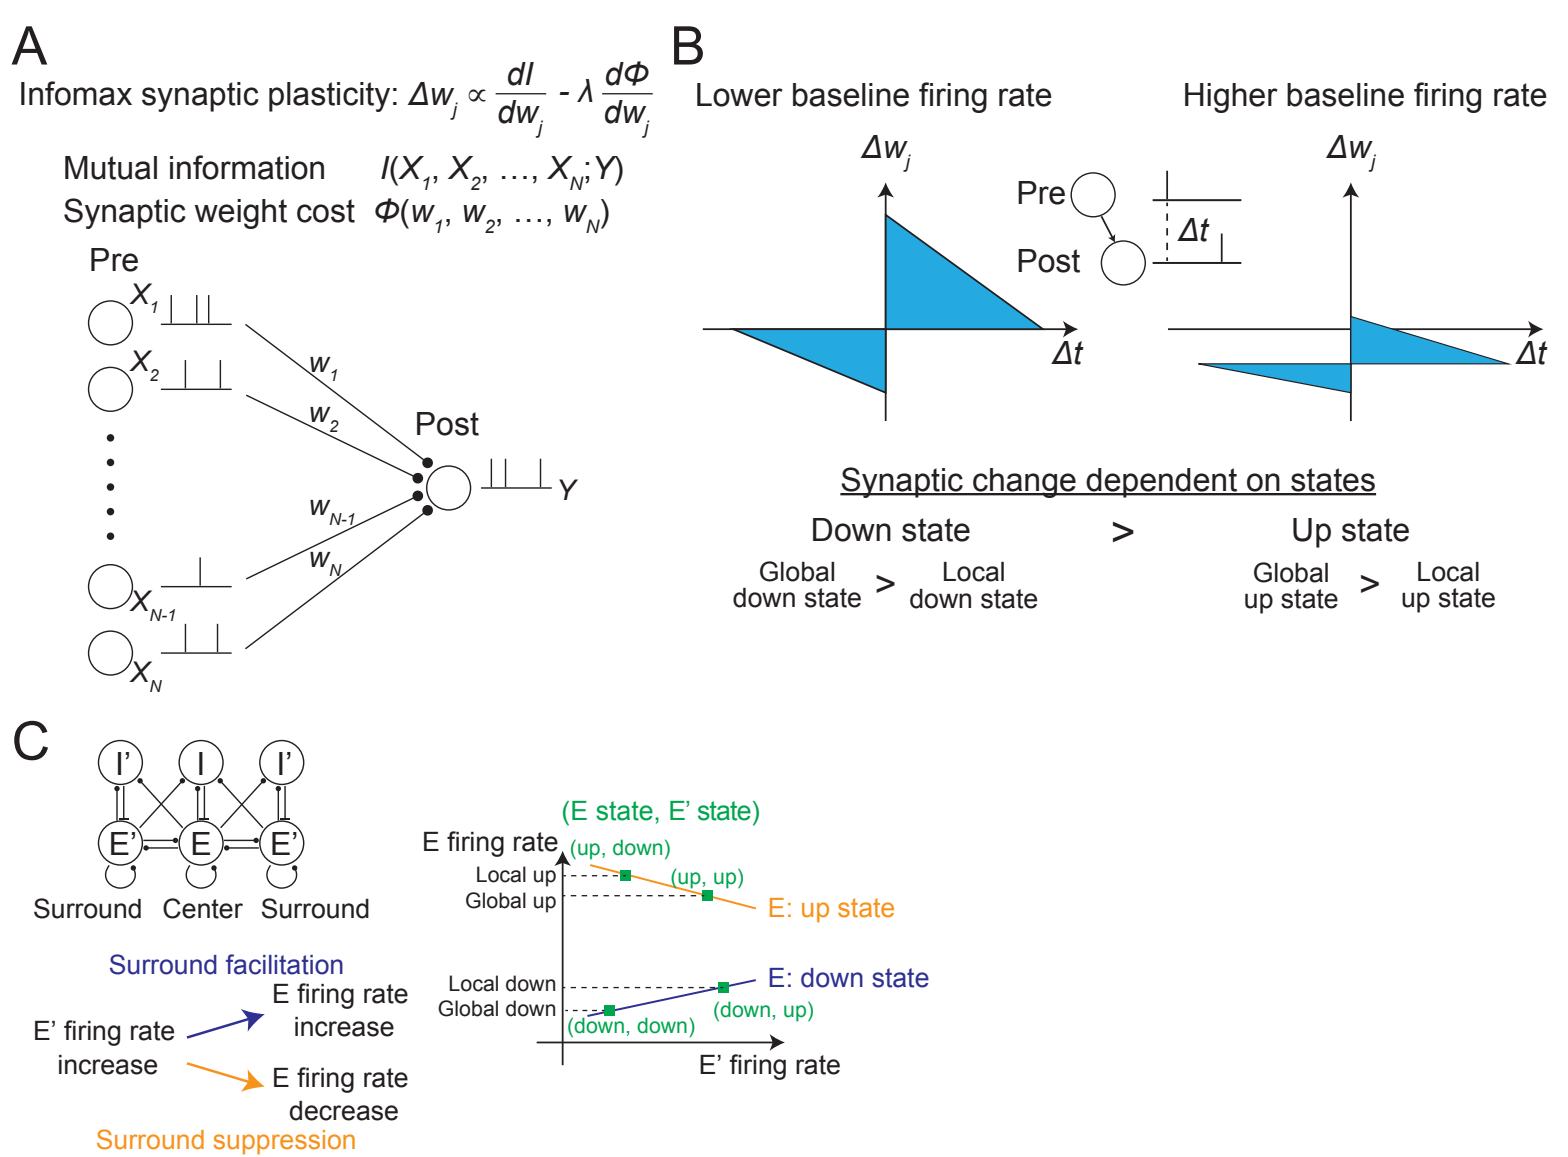 A
Infomax synaptic plasticity: Δw_j ∝ dI/dw_j - λ dΦ/dw_j
Mutual information I(X_1, X_2, …, X_N; Y)
Synaptic weight cost Φ(w_1, w_2, …, w_N)
Pre
X_1
X_2
X_N-1
X_N
w_1
w_2
w_N-1
w_N
Post
Y
B
Lower baseline firing rate
Higher baseline firing rate
Δw_j
Δt
Pre
Post
Δt
Δw_j
Δt
Synaptic change dependent on states
Down state > Up state
Global down state > Local down state
Global up state > Local up state
C
I' I I'
E' E E'
Surround Center Surround
Surround facilitation
E' firing rate
increase
E firing rate
increase
E firing rate
decrease
Surround suppression
(E state, E' state)
E firing rate
(up, down)
Local up
(up, up)
Global up
E: up state
E: down state
Local down
Global down
(down, up)
(down, down)
E' firing rate